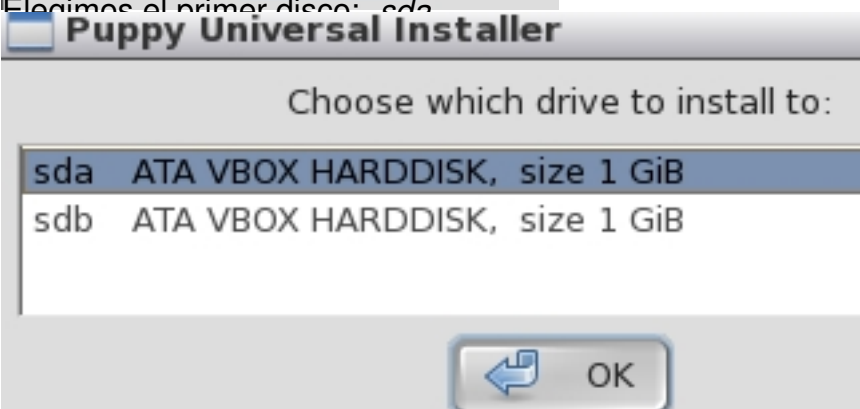 Elegimos el primer disco: sda
Puppy Universal Installer
Choose which drive to install to:
sda ATA VBOX HARDDISK, size 1 GiB
sdb ATA VBOX HARDDISK, size 1 GiB
OK